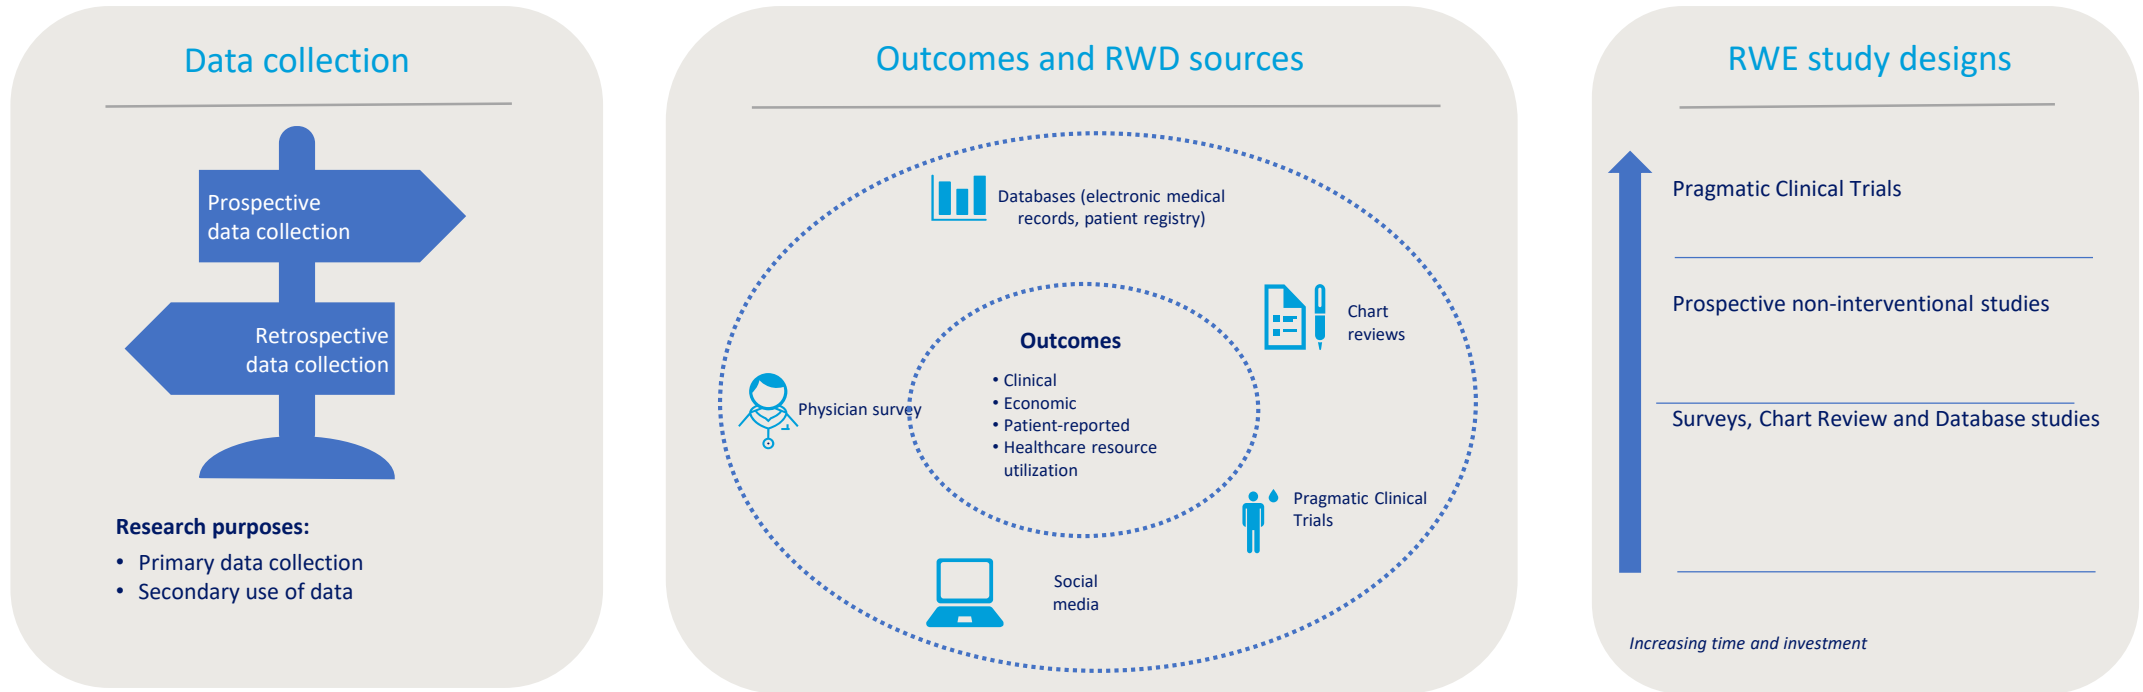 Data collection
Prospective
data collection
Retrospective
data collection
Research purposes:
• Primary data collection
• Secondary use of data
Outcomes and RWD sources
Databases (electronic medical
records, patient registry)
Chart
reviews
Physician survey
Outcomes
• Clinical
• Economic
• Patient-reported
• Healthcare resource
utilization
Pragmatic Clinical
Trials
Social
media
RWE study designs
Pragmatic Clinical Trials
Prospective non-interventional studies
Surveys, Chart Review and Database studies
Increasing time and investment